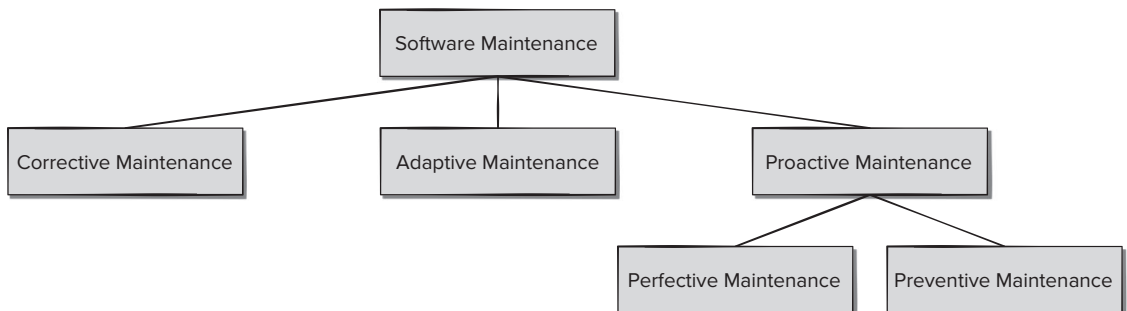 Software Maintenance
Corrective Maintenance
Adaptive Maintenance
Proactive Maintenance
Perfective Maintenance
Preventive Maintenance